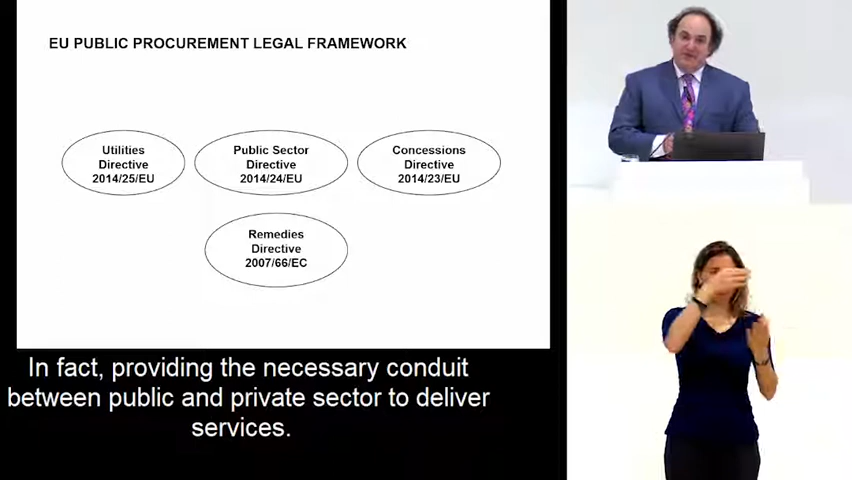 EU PUBLIC PROCUREMENT LEGAL FRAMEWORK
Utilities
Directive
2014/25/EU
Public Sector
Directive
2014/24/EU
Concessions
Directive
2014/23/EU
Remedies
Directive
2007/66/EC
In fact, providing the necessary conduit
between public and private sector to deliver
services.